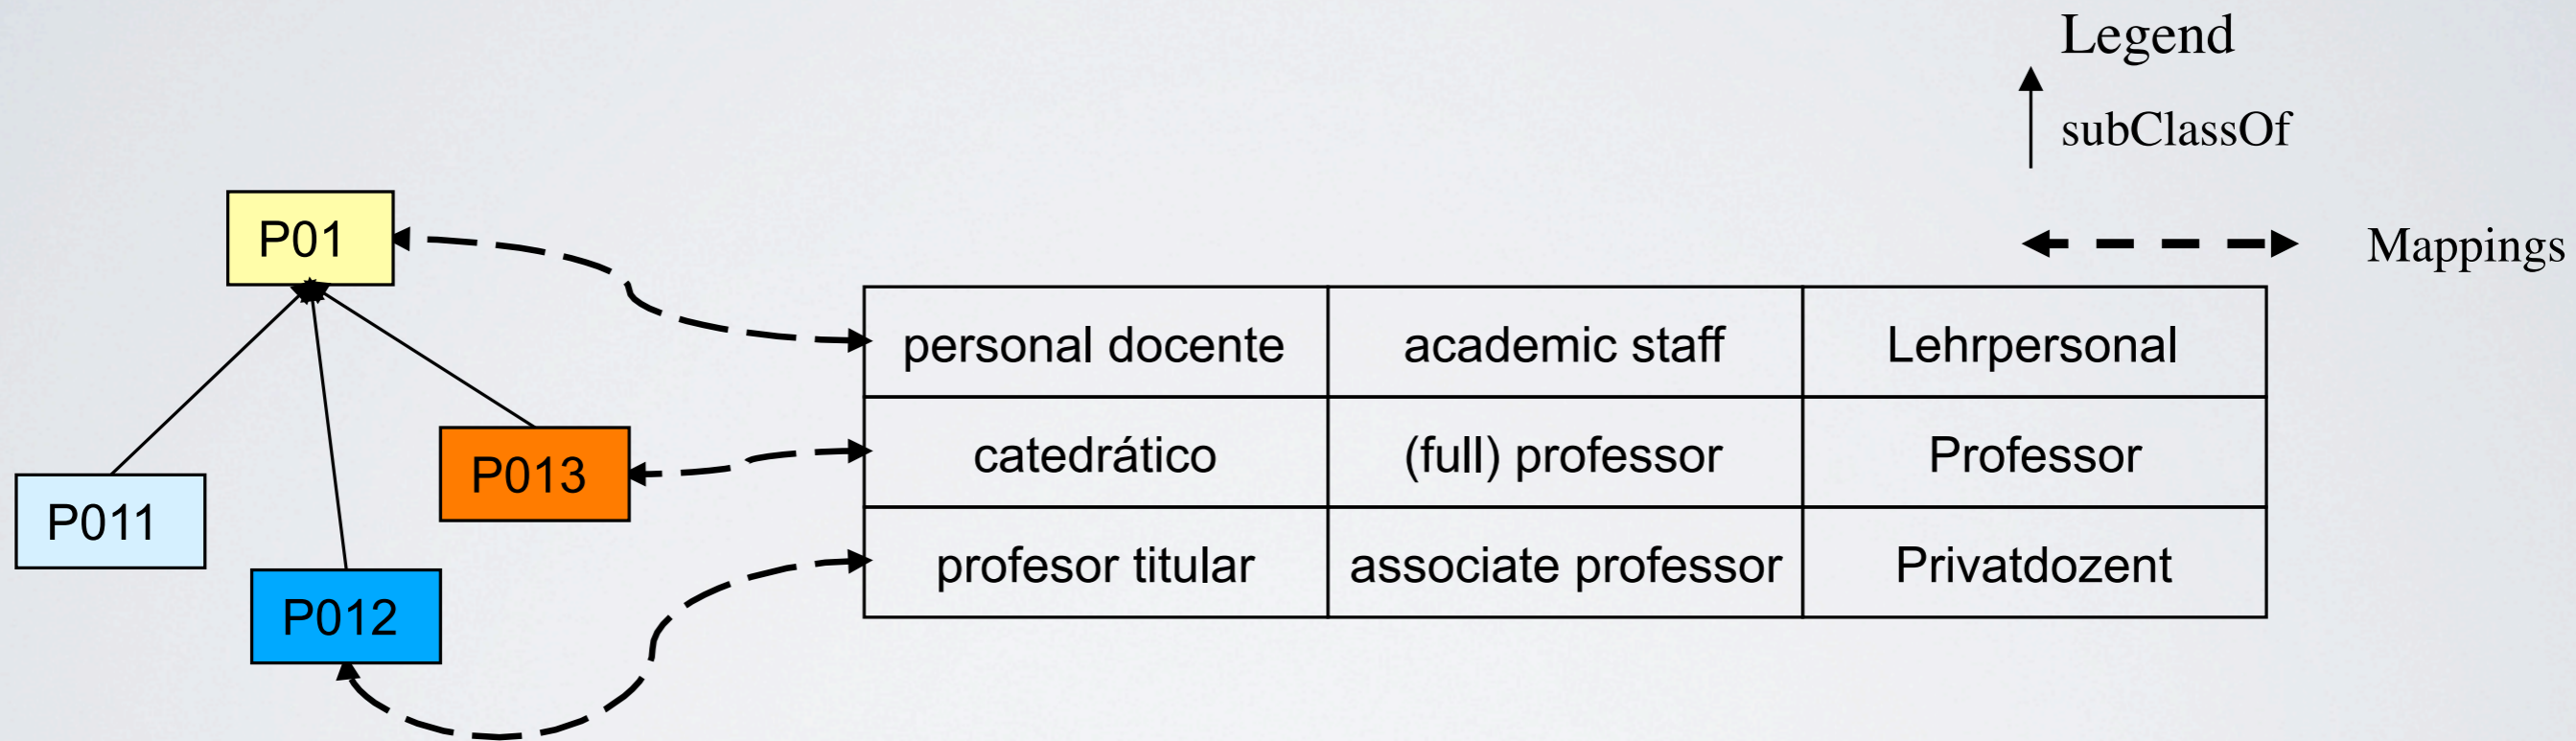 Legend
subClassOf
Mappings
P01
P011
P012
P013
personal docente academic staff Lehrpersonal
catedrático (full) professor Professor
profesor titular associate professor Privatdozent